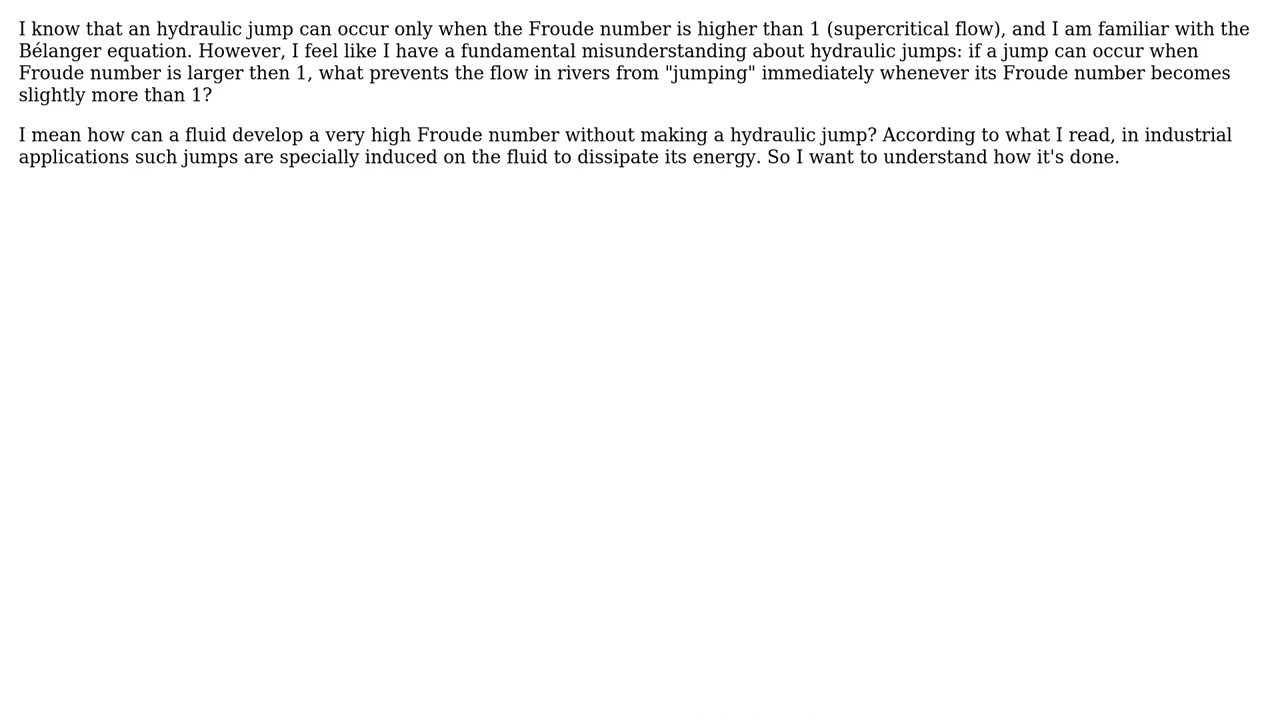 I know that an hydraulic jump can occur only when the Froude number is higher than 1 (supercritical flow), and I am familiar with the
Bélanger equation. However, I feel like I have a fundamental misunderstanding about hydraulic jumps: if a jump can occur when
Froude number is larger then 1, what prevents the flow in rivers from "jumping" immediately whenever its Froude number becomes
slightly more than 1?
I mean how can a fluid develop a very high Froude number without making a hydraulic jump? According to what I read, in industrial
applications such jumps are specially induced on the fluid to dissipate its energy. So I want to understand how it's done.